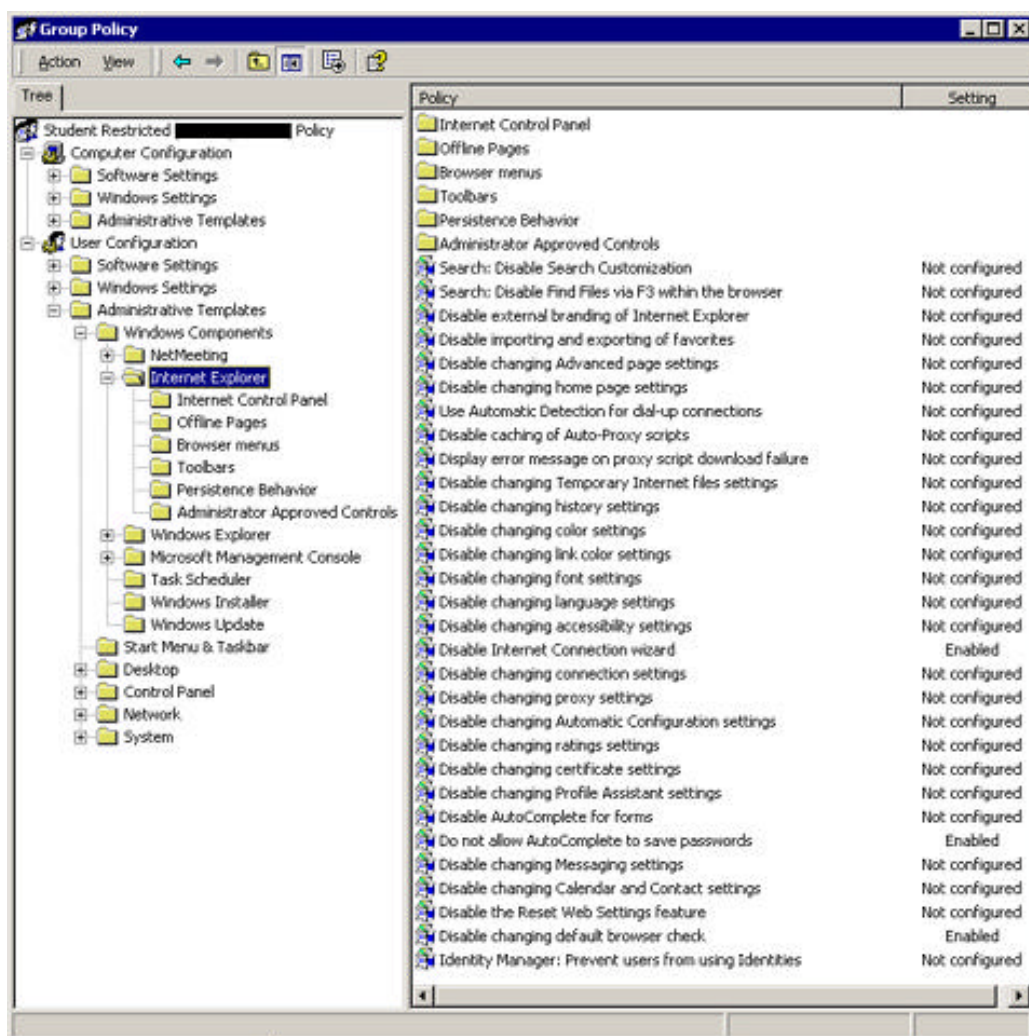 Group Policy
Action View
Tree
Student Restricted Policy
Computer Configuration
Software Settings
Windows Settings
Administrative Templates
User Configuration
Software Settings
Windows Settings
Administrative Templates
Windows Components
NetMeeting
Internet Explorer
Internet Control Panel
Offline Pages
Browser menus
Toolbars
Persistence Behavior
Administrator Approved Controls
Windows Explorer
Microsoft Management Console
Task Scheduler
Windows Installer
Windows Update
Start Menu & Taskbar
Desktop
Control Panel
Network
System
Policy Setting
Internet Control Panel
Offline Pages
Browser menus
Toolbars
Persistence Behavior
Administrator Approved Controls
Search: Disable Search Customization Not configured
Search: Disable Find Files via F3 within the browser Not configured
Disable external branding of Internet Explorer Not configured
Disable importing and exporting of favorites Not configured
Disable changing Advanced page settings Not configured
Disable changing home page settings Not configured
Use Automatic Detection for dial-up connections Not configured
Disable caching of Auto-Proxy scripts Not configured
Display error message on proxy script download failure Not configured
Disable changing Temporary Internet files settings Not configured
Disable changing history settings Not configured
Disable changing color settings Not configured
Disable changing link color settings Not configured
Disable changing font settings Not configured
Disable changing language settings Not configured
Disable changing accessibility settings Not configured
Disable Internet Connection wizard Enabled
Disable changing connection settings Not configured
Disable changing proxy settings Not configured
Disable changing Automatic Configuration settings Not configured
Disable changing ratings settings Not configured
Disable changing certificate settings Not configured
Disable changing Profile Assistant settings Not configured
Disable AutoComplete for forms Not configured
Do not allow AutoComplete to save passwords Enabled
Disable changing Messaging settings Not configured
Disable changing Calendar and Contact settings Not configured
Disable the Reset Web Settings feature Not configured
Disable changing default browser check Enabled
Identity Manager: Prevent users from using Identities Not configured